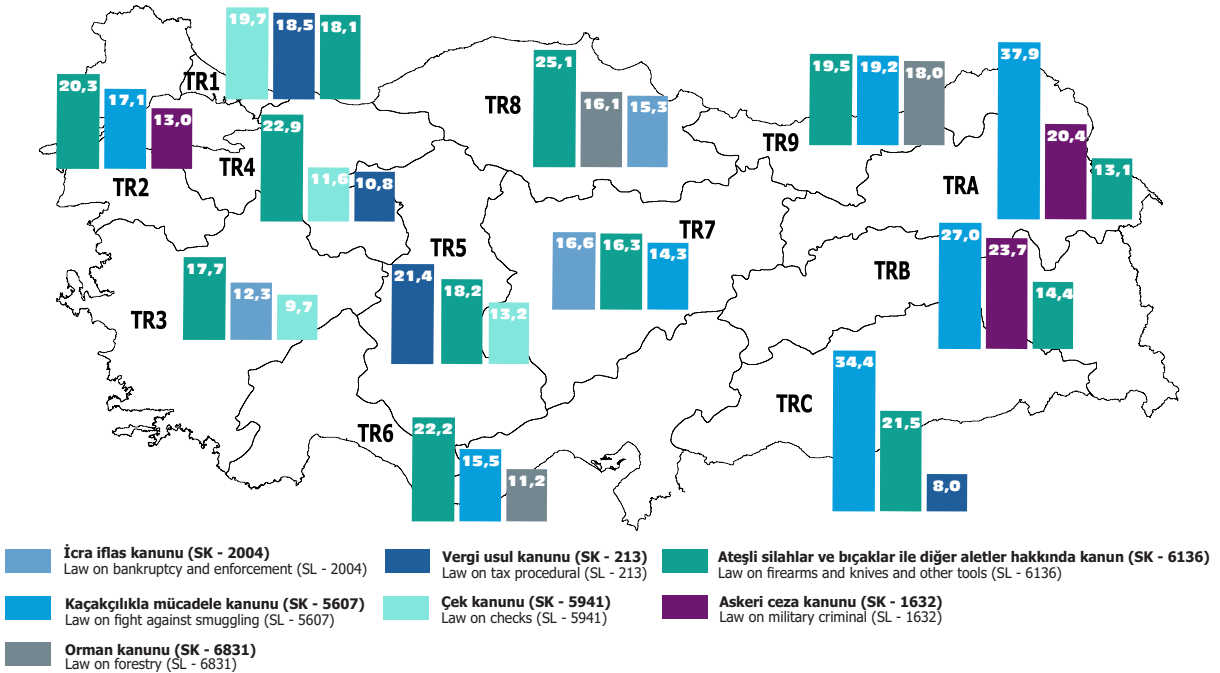 19,7
18,5
18,1
TR1
20,3
17,1
13,0
TR2
22,9
11,6
10,8
TR4
25,1
16,1
15,3
TR8
19,5
19,2
18,0
TR9
37,9
20,4
13,1
TRA
17,7
12,3
9,7
TR3
TR5
21,4
18,2
13,2
TR7
16,6
16,3
14,3
TRB
27,0
23,7
14,4
TR6
22,2
15,5
11,2
TRC
34,4
21,5
8,0
İcra iflas kanunu (SK - 2004)
Law on bankruptcy and enforcement (SL - 2004)
Vergi usul kanunu (SK - 213)
Law on tax procedural (SL - 213)
Ateşli silahlar ve bıçaklar ile diğer aletler hakkında kanun (SK - 6136)
Law on firearms and knives and other tools (SL - 6136)
Kaçakçılıkla mücadele kanunu (SK - 5607)
Law on fight against smuggling (SL - 5607)
Çek kanunu (SK - 5941)
Law on checks (SL - 5941)
Askeri ceza kanunu (SK - 1632)
Law on military criminal (SL - 1632)
Orman kanunu (SK - 6831)
Law on forestry (SL - 6831)